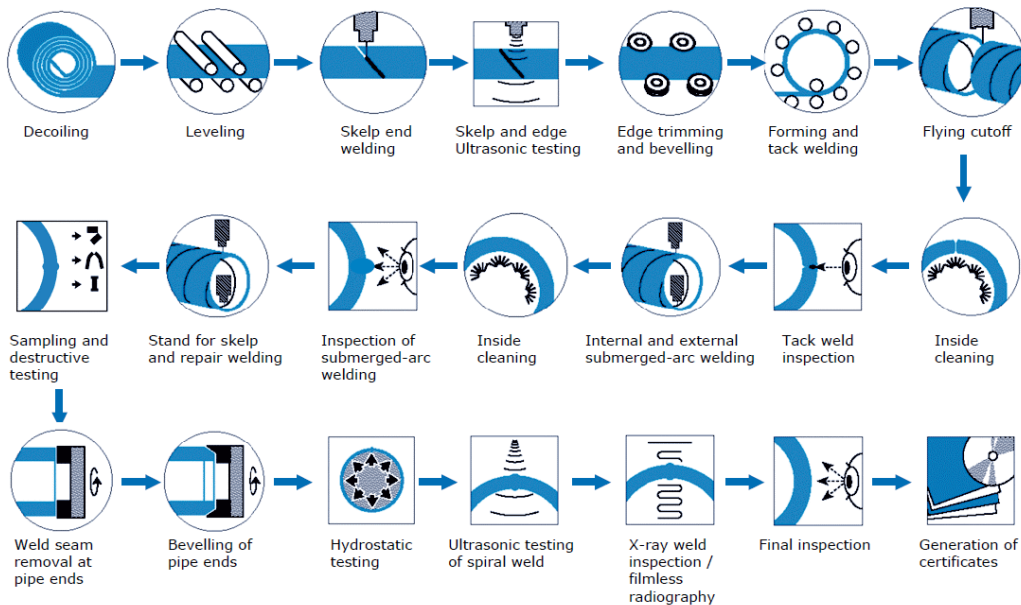 Decoiling
Leveling
Skelp end
welding
Skelp and edge
Ultrasonic testing
Edge trimming
and bevelling
Forming and
tack welding
Flying cutoff
Sampling and
destructive
testing
Stand for skelp
and repair welding
Inspection of
submerged-arc
welding
Inside
cleaning
Internal and external
submerged-arc welding
Tack weld
inspection
Inside
cleaning
Weld seam
removal at
pipe ends
Bevelling of
pipe ends
Hydrostatic
testing
Ultrasonic testing
of spiral weld
X-ray weld
inspection /
filmless
radiography
Final inspection
Generation of
certificates